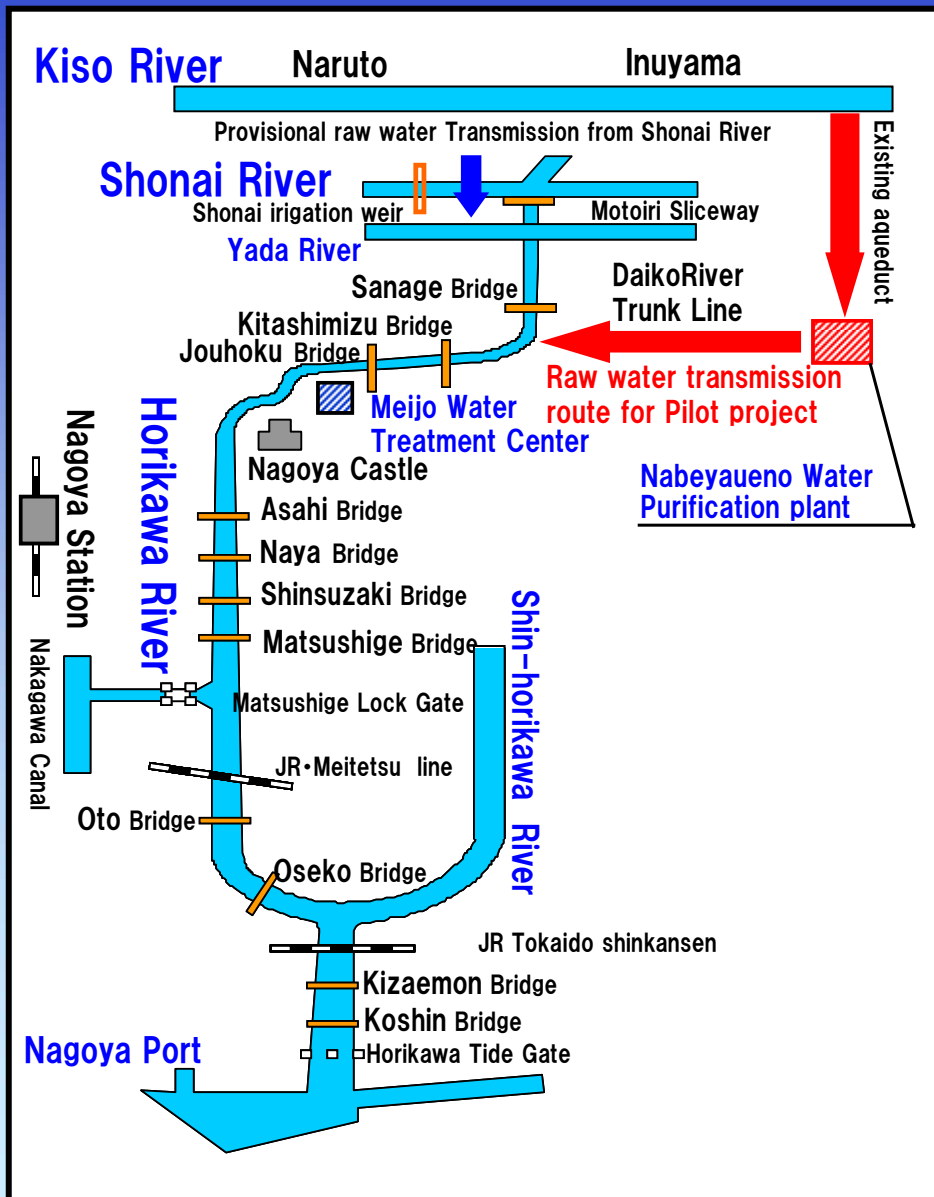 Kiso River
Naruto
Inuyama
Provisional raw water Transmission from Shonai River
Existing aqueduct
Shonai River
Shonai irigation weir
Motoiri Sliceway
Yada River
Sanage Bridge
DaikoRiver
Trunk Line
Kitashimizu Bridge
Jouhoku Bridge
Raw water transmission
route for Pilot project
Meijo Water
Treatment Center
Nagoya Castle
Nabeyaueno Water
Purification plant
Nagoya Station
Horikawa River
Asahi Bridge
Naya Bridge
Shinsuzaki Bridge
Matsushige Bridge
Shin-horikawa River
Nakagawa Canal
Matsushige Lock Gate
JR・Meitetsu line
Oto Bridge
Oseko Bridge
JR Tokaido shinkansen
Kizaemon Bridge
Koshin Bridge
Nagoya Port
Horikawa Tide Gate